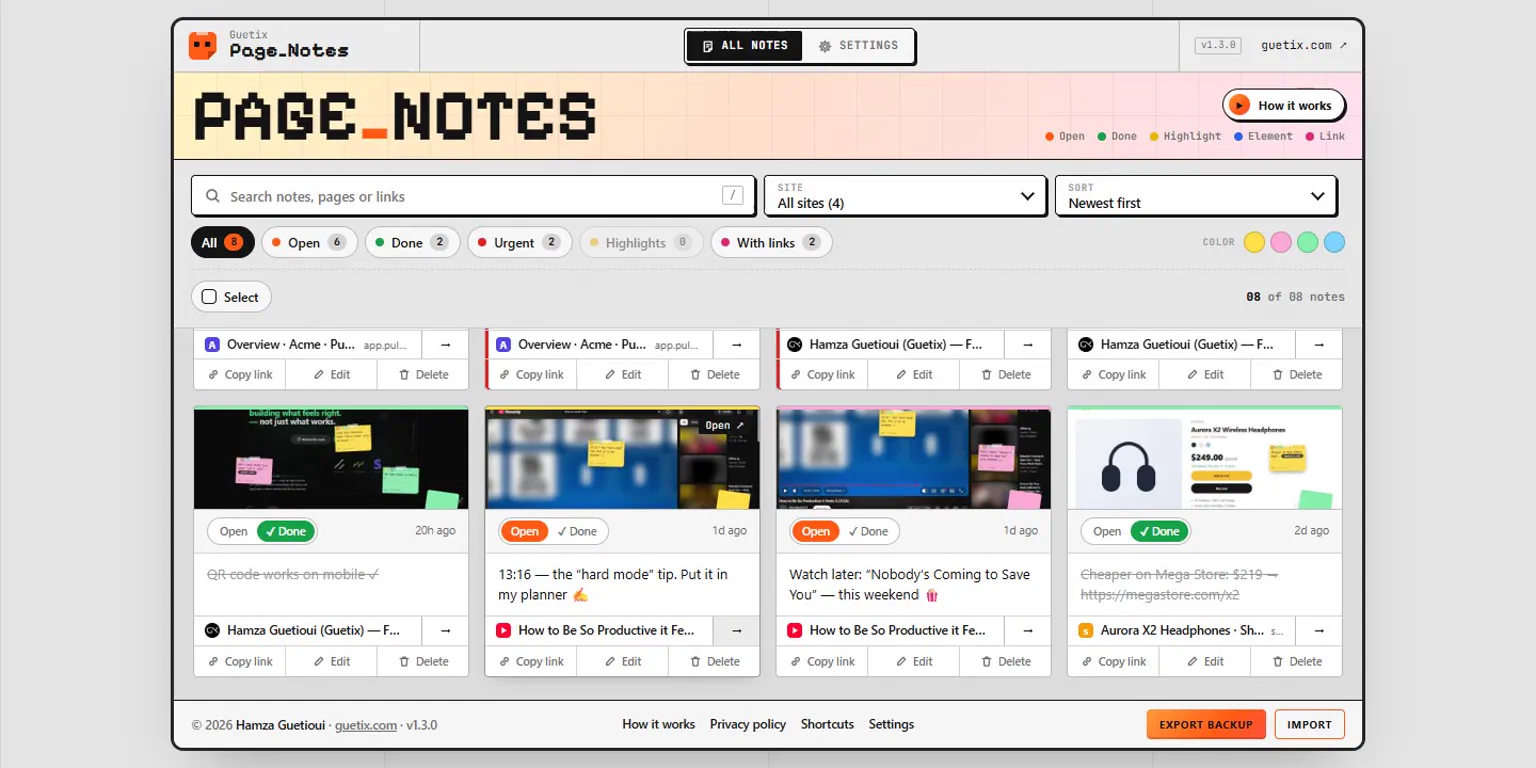 Guetix
Page_Notes
ALL NOTES
SETTINGS
v1.3.0
guetix.com ↗
PAGE_NOTES
How it works
Open
Done
Highlight
Element
Link
Search notes, pages or links
/
SITE
All sites (4)
SORT
Newest first
All 8
Open 6
Done 2
Urgent 2
Highlights 0
With links 2
COLOR
Select
08 of 08 notes
A Overview · Acme · Pu... app.pul... →
Copy link
Edit
Delete
A Overview · Acme · Pu... app.pul... →
Copy link
Edit
Delete
Hamza Guetioui (Guetix) — F... →
Copy link
Edit
Delete
Hamza Guetioui (Guetix) — F... →
Copy link
Edit
Delete
building what feels right.
— not just what works.
Open ✓ Done
20h ago
QR code works on mobile ✓
Hamza Guetioui (Guetix) — F... →
Copy link
Edit
Delete
Open ↗
Open ✓ Done
1d ago
13:16 — the “hard mode” tip. Put it in
my planner ✍️
How to Be So Productive it Fe... →
Copy link
Edit
Delete
Open ✓ Done
1d ago
Watch later: “Nobody’s Coming to Save
You” — this weekend 🍿
How to Be So Productive it Fe... →
Copy link
Edit
Delete
Aurora X2 Wireless Headphones
$249.00
Open ✓ Done
2d ago
Cheaper on Mega Store: $219 →
https://megastore.com/x2
s Aurora X2 Headphones · Sh... s... →
Copy link
Edit
Delete
© 2026 Hamza Guetioui · guetix.com · v1.3.0
How it works
Privacy policy
Shortcuts
Settings
EXPORT BACKUP
IMPORT